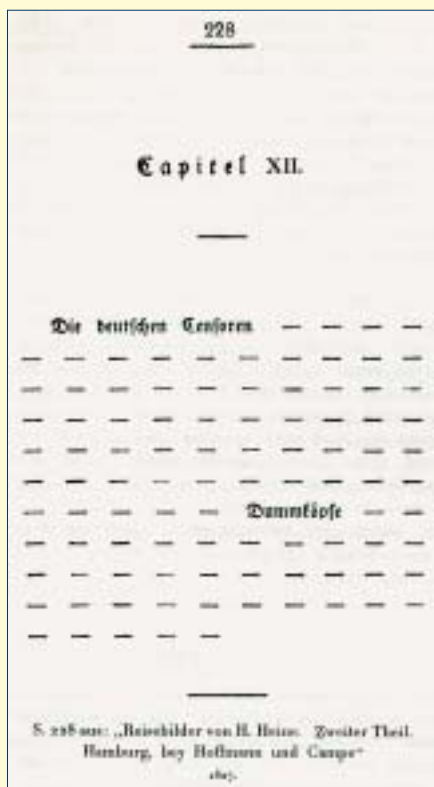 228
Capitel XII.
Die deutschen Censoren — — — —
— — — — — — — — — —
— — — — — — — — — —
— — — — — — — — — —
— — — — — — — — — —
— — — — — — — — — —
— — — — — Dummköpfe — —
— — — — — — — — — —
— — — — — — — — — —
— — — — — — — — — —
— — — — —
S. 228 aus: „Reisebilder von H. Heine. Zweiter Theil.
Hamburg, bey Hoffmann und Campe“
1827.